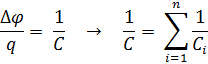 Δφ/q = 1/C → 1/C = ∑_{i=1}^{n} 1/C_i